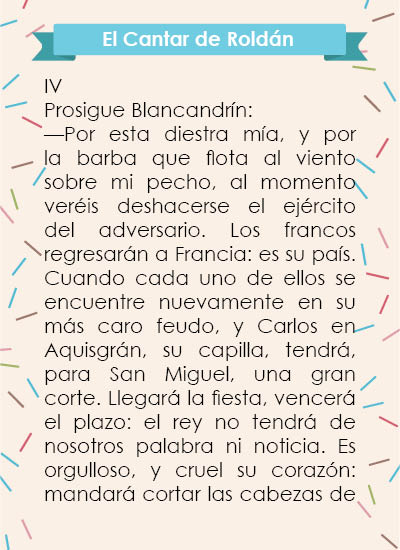 El Cantar de Roldán
IV
Prosigue Blancandrín:
—Por esta diestra mía, y por
la barba que flota al viento
sobre mi pecho, al momento
veréis deshacerse el ejército
del adversario. Los francos
regresarán a Francia: es su país.
Cuando cada uno de ellos se
encuentre nuevamente en su
más caro feudo, y Carlos en
Aquisgrán, su capilla, tendrá,
para San Miguel, una gran
corte. Llegará la fiesta, vencerá
el plazo: el rey no tendrá de
nosotros palabra ni noticia. Es
orgulloso, y cruel su corazón:
mandará cortar las cabezas de